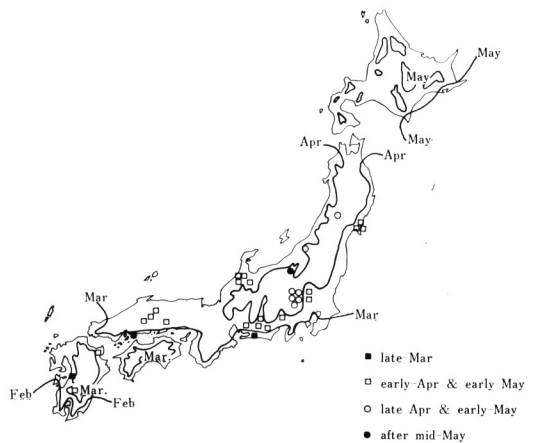 May
May
May
Apr
Apr
Mar
Mar
Mar.
Feb
Mar.
Feb
■ late-Mar
□ early-Apr & early May
○ late Apr & early-May
● after mid-May